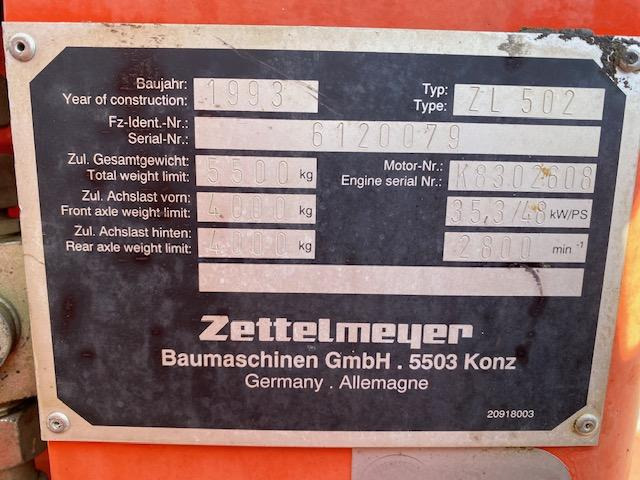 Baujahr: 1993 Typ: ZL 502
Year of construction: Type:
Fz-Ident.-Nr.: 6120079
Serial-Nr.:
Zul. Gesamtgewicht: 5500 kg Motor-Nr.: K8302608
Total weight limit: Engine serial Nr.:
Zul. Achslast vorn: 4000 kg 35,3/48 kW/PS
Front axle weight limit:
Zul. Achslast hinten: 4000 kg 2800 min -1
Rear axle weight limit:
Zettelmeyer
Baumaschinen GmbH . 5503 Konz
Germany . Allemagne
20918003